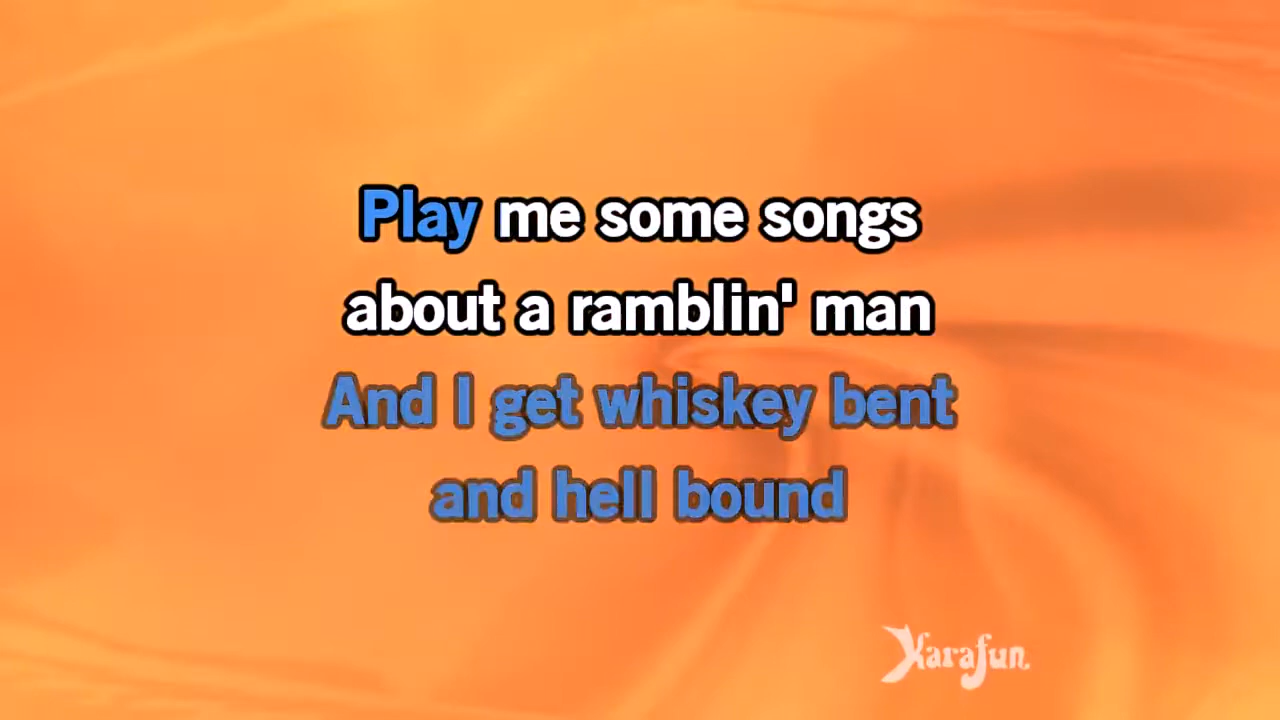 Play me some songs
about a ramblin' man
And I get whiskey bent
and hell bound
Karafun